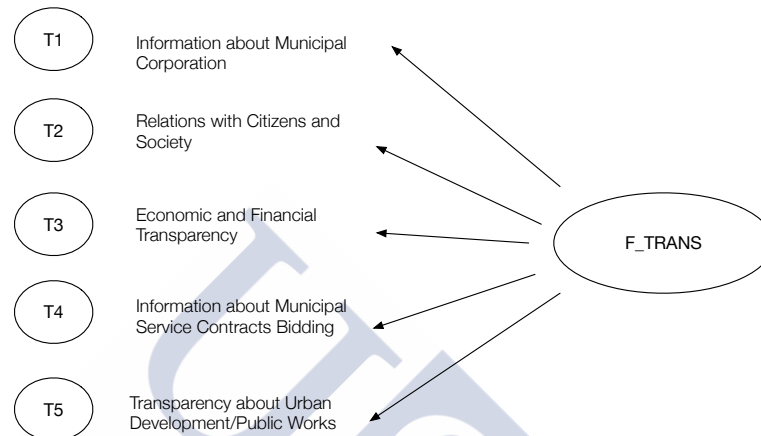 T1
Information about Municipal
Corporation
T2
Relations with Citizens and
Society
T3
Economic and Financial
Transparency
F_TRANS
T4
Information about Municipal
Service Contracts Bidding
T5
Transparency about Urban
Development/Public Works